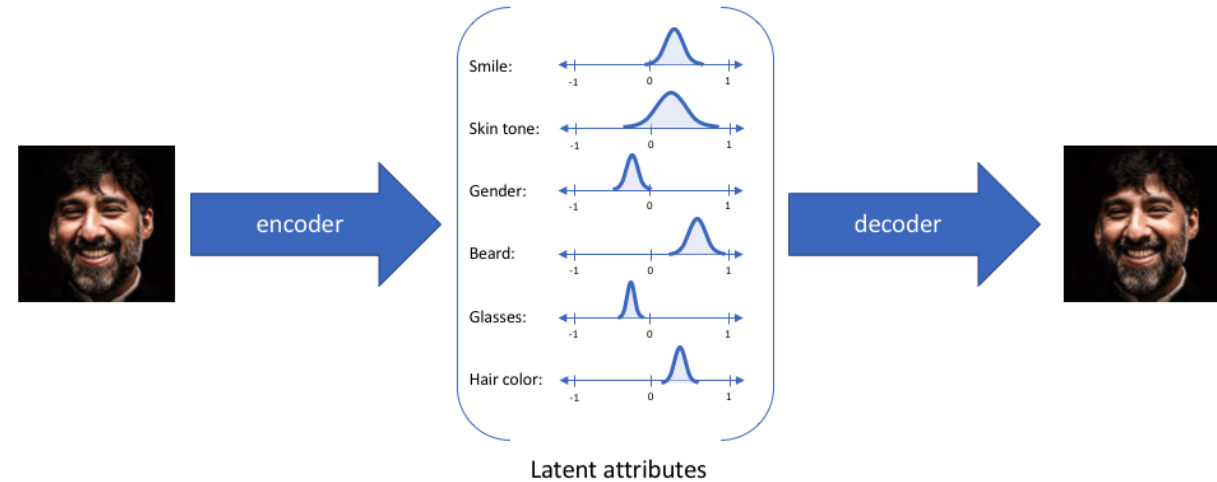 Smile:
-1 0 1
Skin tone:
-1 0 1
Gender:
-1 0 1
Beard:
-1 0 1
Glasses:
-1 0 1
Hair color:
-1 0 1
encoder
decoder
Latent attributes